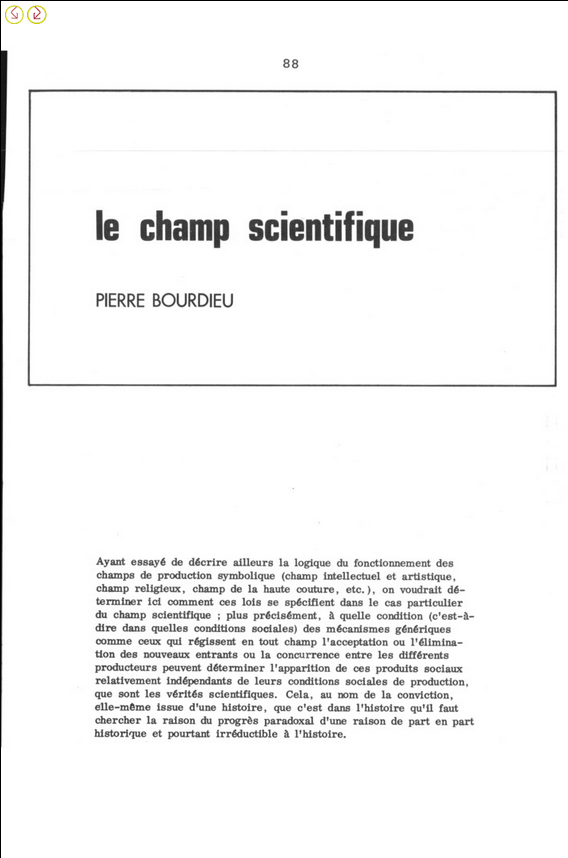 88
le champ scientifique
PIERRE BOURDIEU
Ayant essayé de décrire ailleurs la logique du fonctionnement des
champs de production symbolique (champ intellectuel et artistique,
champ religieux, champ de la haute couture, etc.), on voudrait dé-
terminer ici comment ces lois se spécifient dans le cas particulier
du champ scientifique ; plus précisément, à quelle condition (c'est-à-
dire dans quelles conditions sociales) des mécanismes génériques
comme ceux qui régissent en tout champ l'acceptation ou l'élimina-
tion des nouveaux entrants ou la concurrence entre les différents
producteurs peuvent déterminer l'apparition de ces produits sociaux
relativement indépendants de leurs conditions sociales de production,
que sont les vérités scientifiques. Cela, au nom de la conviction,
elle-même issue d'une histoire, que c'est dans l'histoire qu'il faut
chercher la raison du progrès paradoxal d'une raison de part en part
historique et pourtant irréductible à l'histoire.